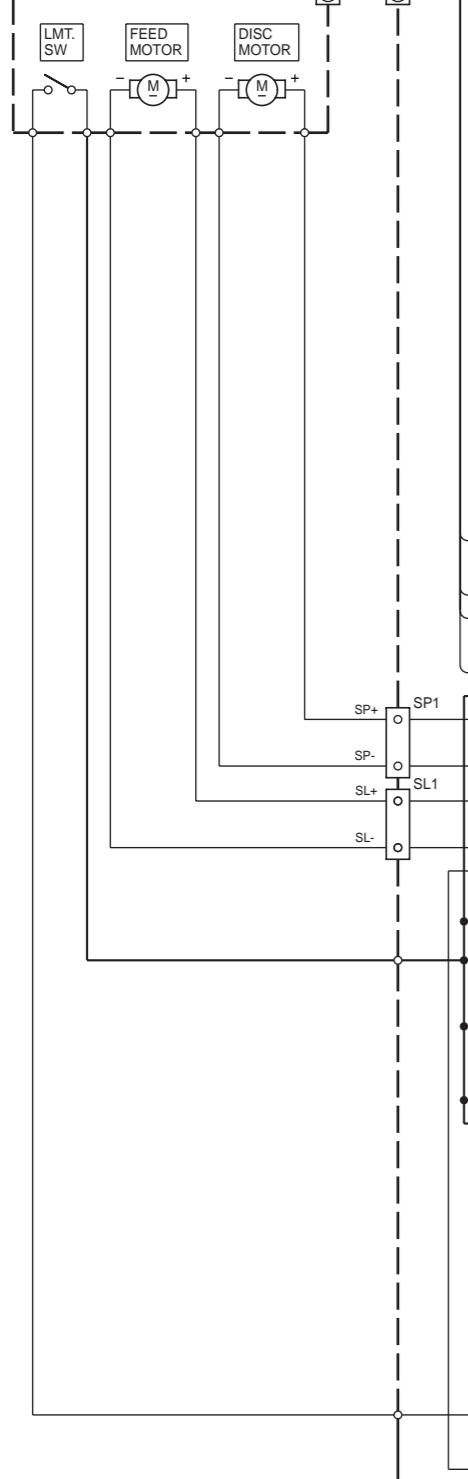 LMT.
SW
FEED
MOTOR
DISC
MOTOR
– M +
– M +
SP+
SP1
SP-
SL+
SL1
SL-